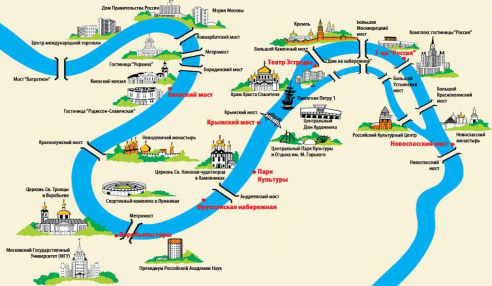 Дом Правительства России
Мэрия Москвы
Кремль
Большой
Москворецкий
мост
Комплекс гостиницы "Россия"
Новоарбатский мост
Большой Каменный мост
Центр международной торговли
Метромост
Театр Эстрады
Дом на набережной
Гостиница "Украина"
Бородинский мост
Мост "Багратион"
Киевский вокзал
Храм Христа Спасителя
Большой
Устьинский
мост
Киевский мост
Памятник Петру I
Большой
Краснохолмский
мост
Гостиница "Рэдиссон-Славянская"
Крымский мост
Центральный
Дом Художника
Крымский мост
Российский Культурный Центр
Новодевичий монастырь
Новоспасский мост
Новоспасский
монастырь
Краснолужский мост
Центральный Парк Культуры
и Отдыха им. М. Горького
Новоспасский
мост
Церковь Св. Николая чудотворца
в Хамовниках
Парк
Культуры
Церковь Св. Троицы
в Воробьеве
Андреевский мост
Спортивный комплекс в Лужниках
Фрунзенская набережная
Метромост
Воробьевы горы
Московский Государственный
Университет (МГУ)
Президиум Российской Академии Наук